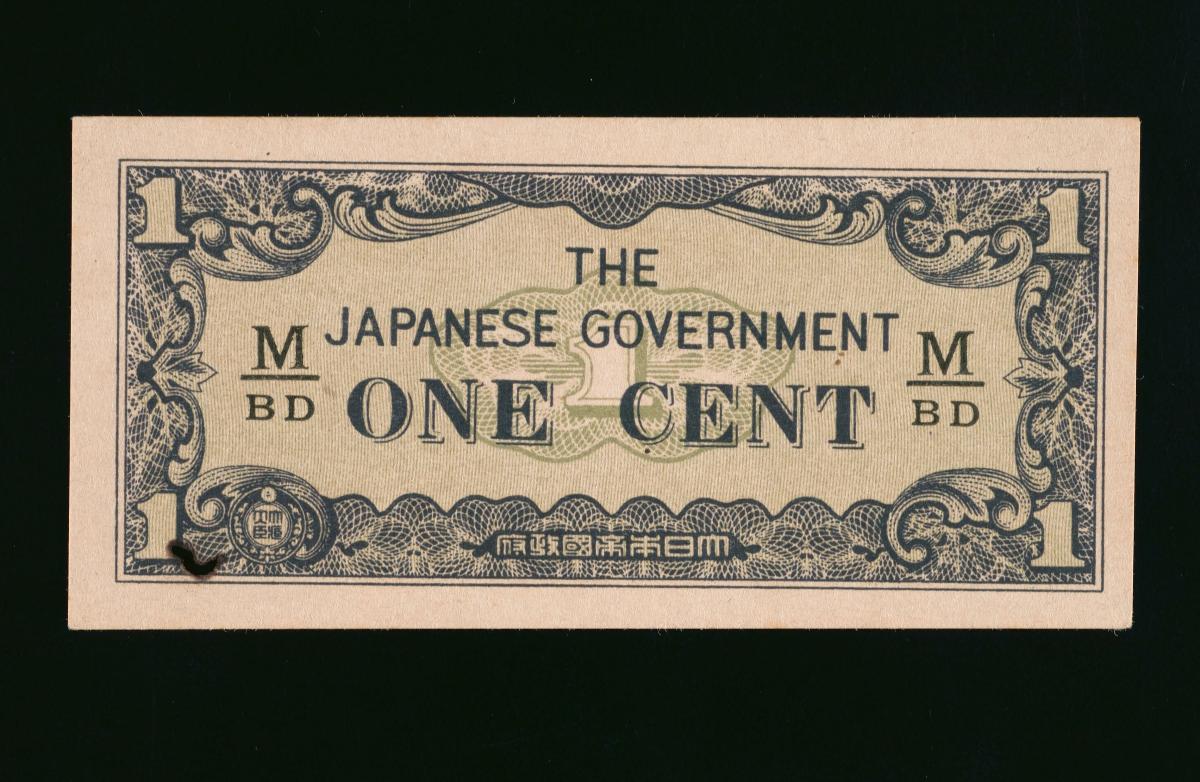 1 1
THE
JAPANESE GOVERNMENT
M M
BD BD
ONE CENT
1 1
府政國帝本日大